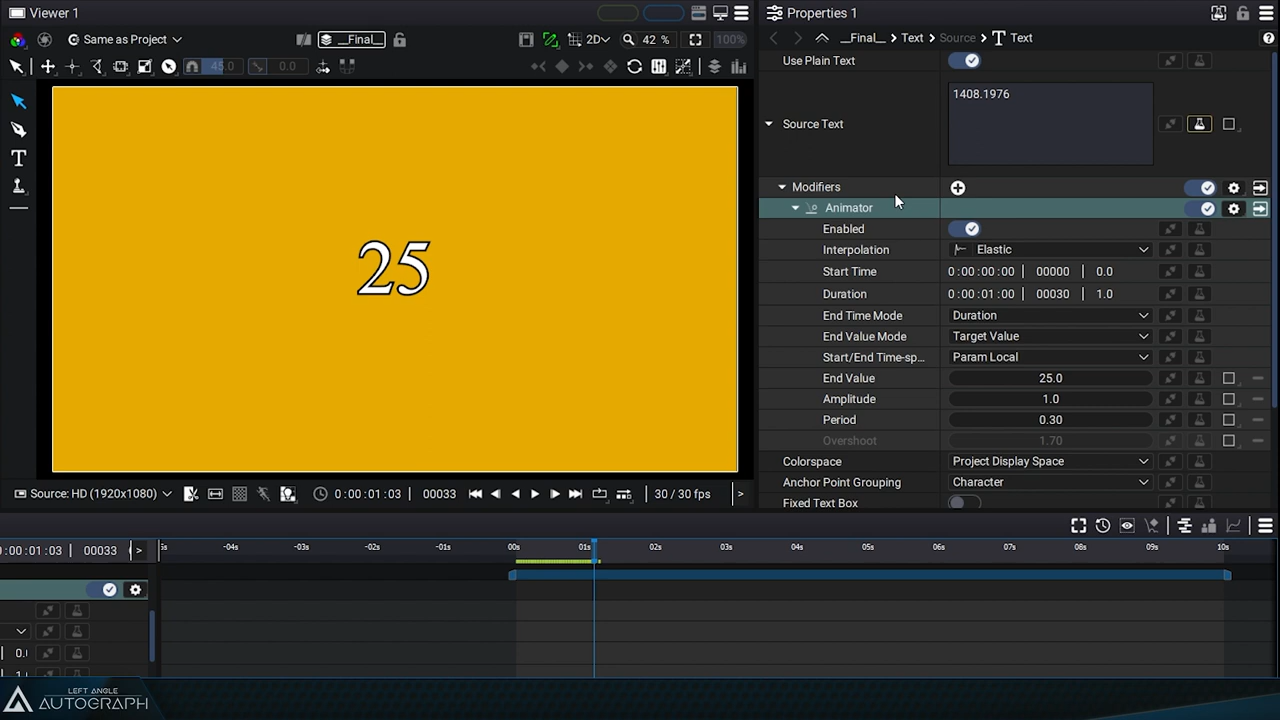 Viewer 1
Same as Project
__Final__
2D
42 %
100%
45.0
0.0
25
Source: HD (1920x1080)
0:00:01:03
00033
30 / 30 fps
>
Properties 1
__Final__ > Text > Source > Text
Use Plain Text
Source Text
1408.1976
Modifiers
Animator
Enabled
Interpolation
Elastic
Start Time
0:00:00:00 | 00000 | 0.0
Duration
0:00:01:00 | 00030 | 1.0
End Time Mode
Duration
End Value Mode
Target Value
Start/End Time-sp...
Param Local
End Value
25.0
Amplitude
1.0
Period
0.30
Overshoot
1.70
Colorspace
Project Display Space
Anchor Point Grouping
Character
Fixed Text Box
0:00:01:03 | 00033
>
-04s -03s -02s -01s 00s 01s 02s 03s 04s 05s 06s 07s 08s 09s 10s
LEFT ANGLE
AUTOGRAPH